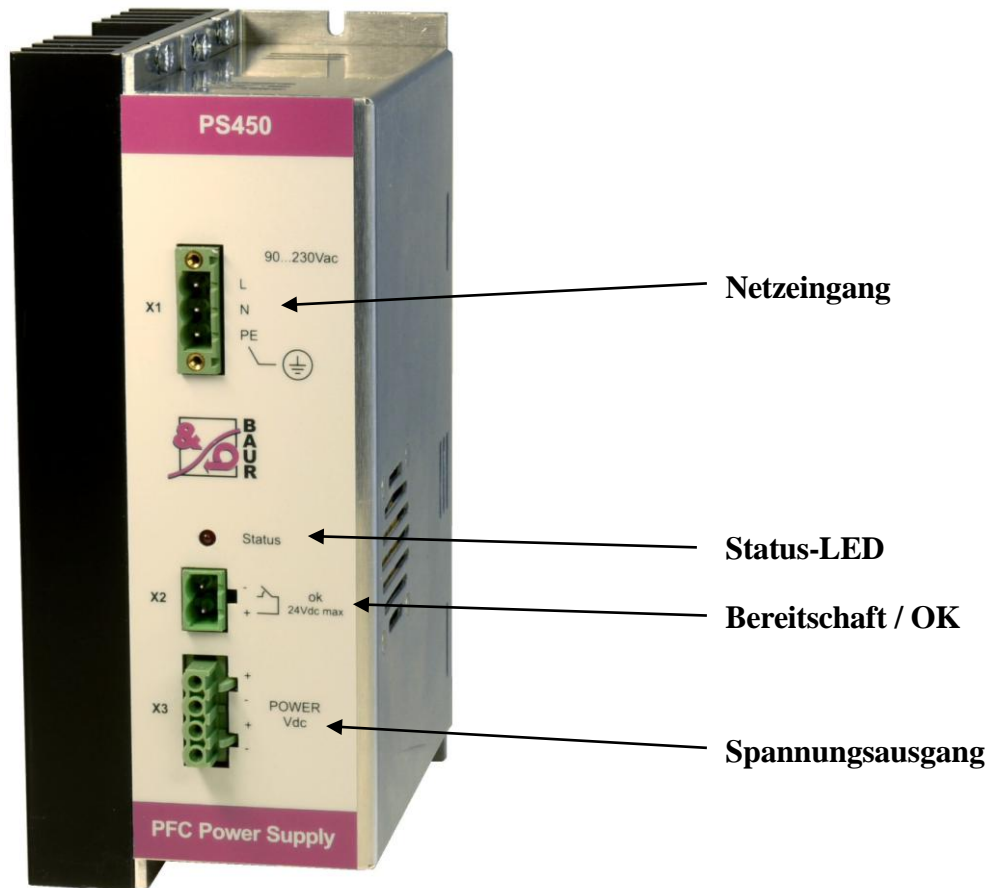 PS450
90...230Vac
L
X1
N
PE
Netzeingang
&
BAUR
Status
Status-LED
X2
-
+
ok
24Vdc max
Bereitschaft / OK
+
-
+
-
X3
POWER
Vdc
Spannungsausgang
PFC Power Supply